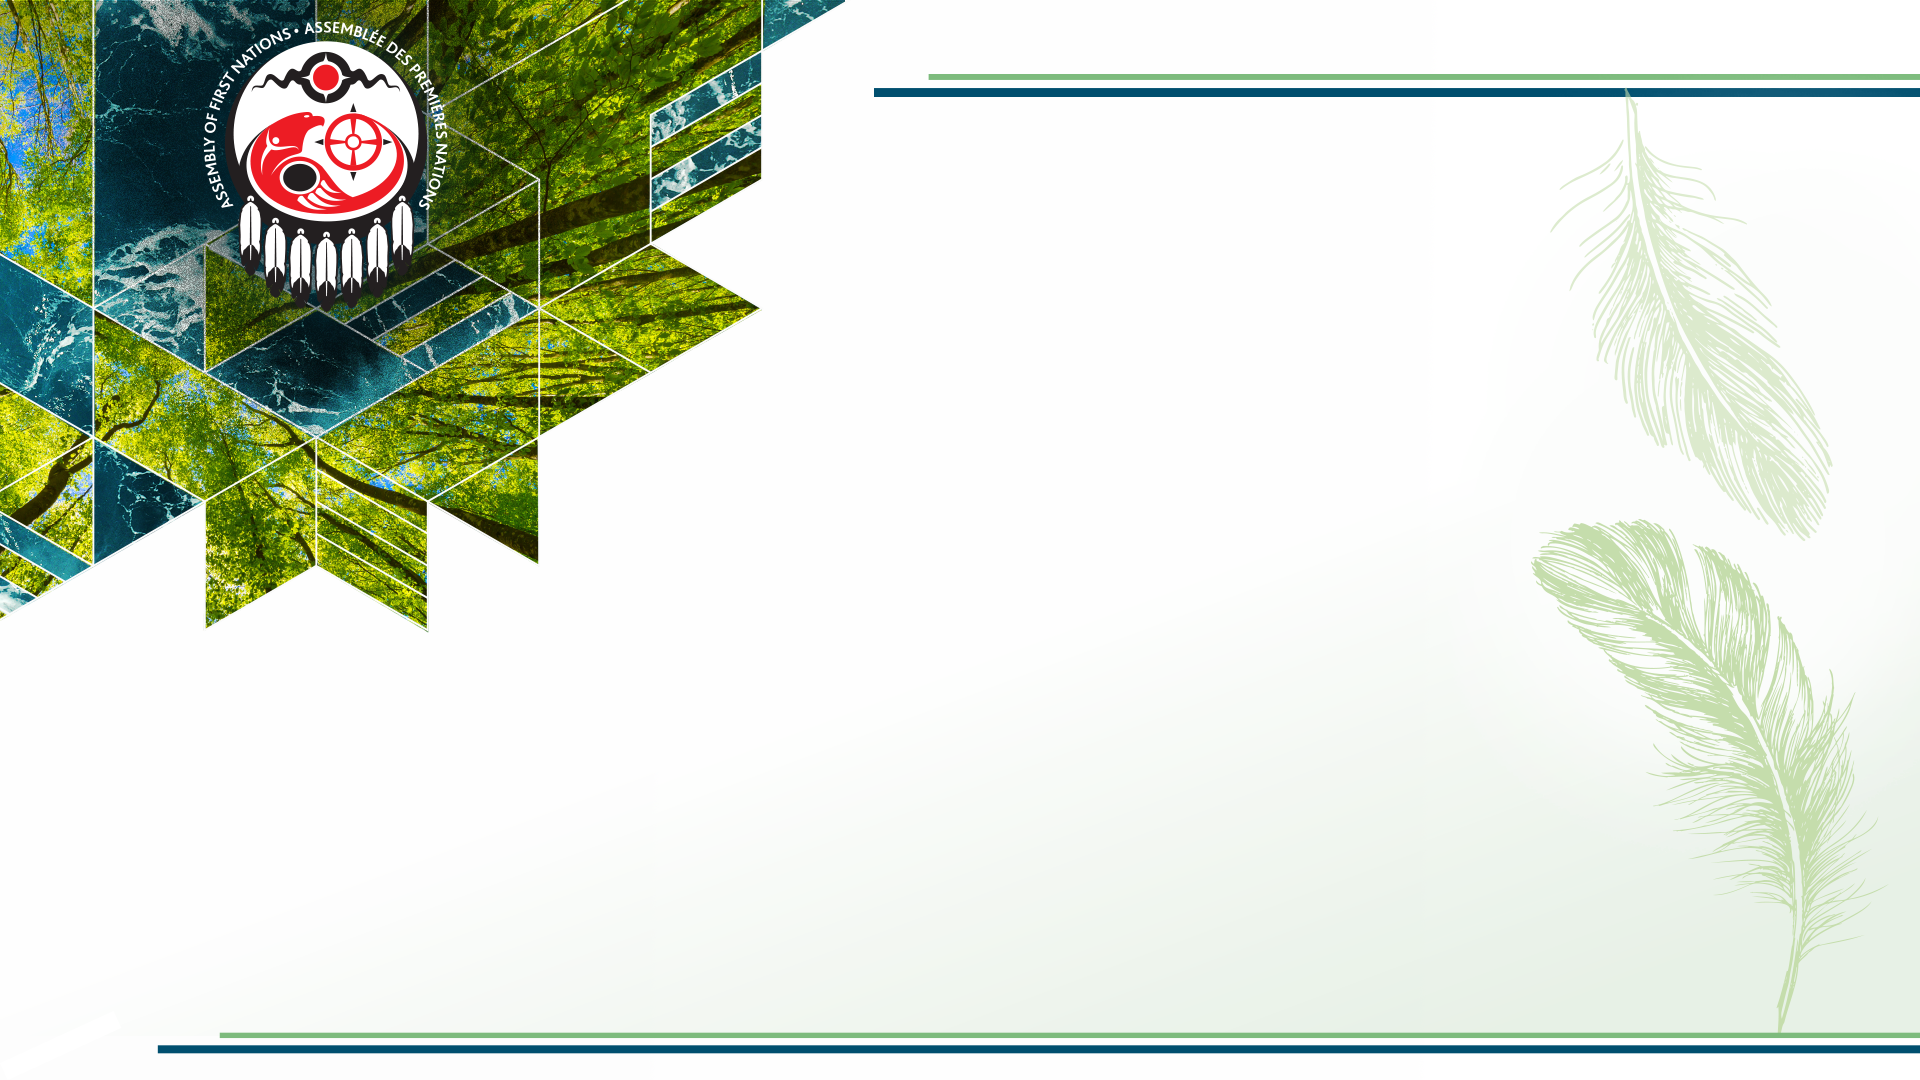 ASSEMBLY OF FIRST NATIONS • ASSEMBLÉE DES PREMIÈRES NATIONS